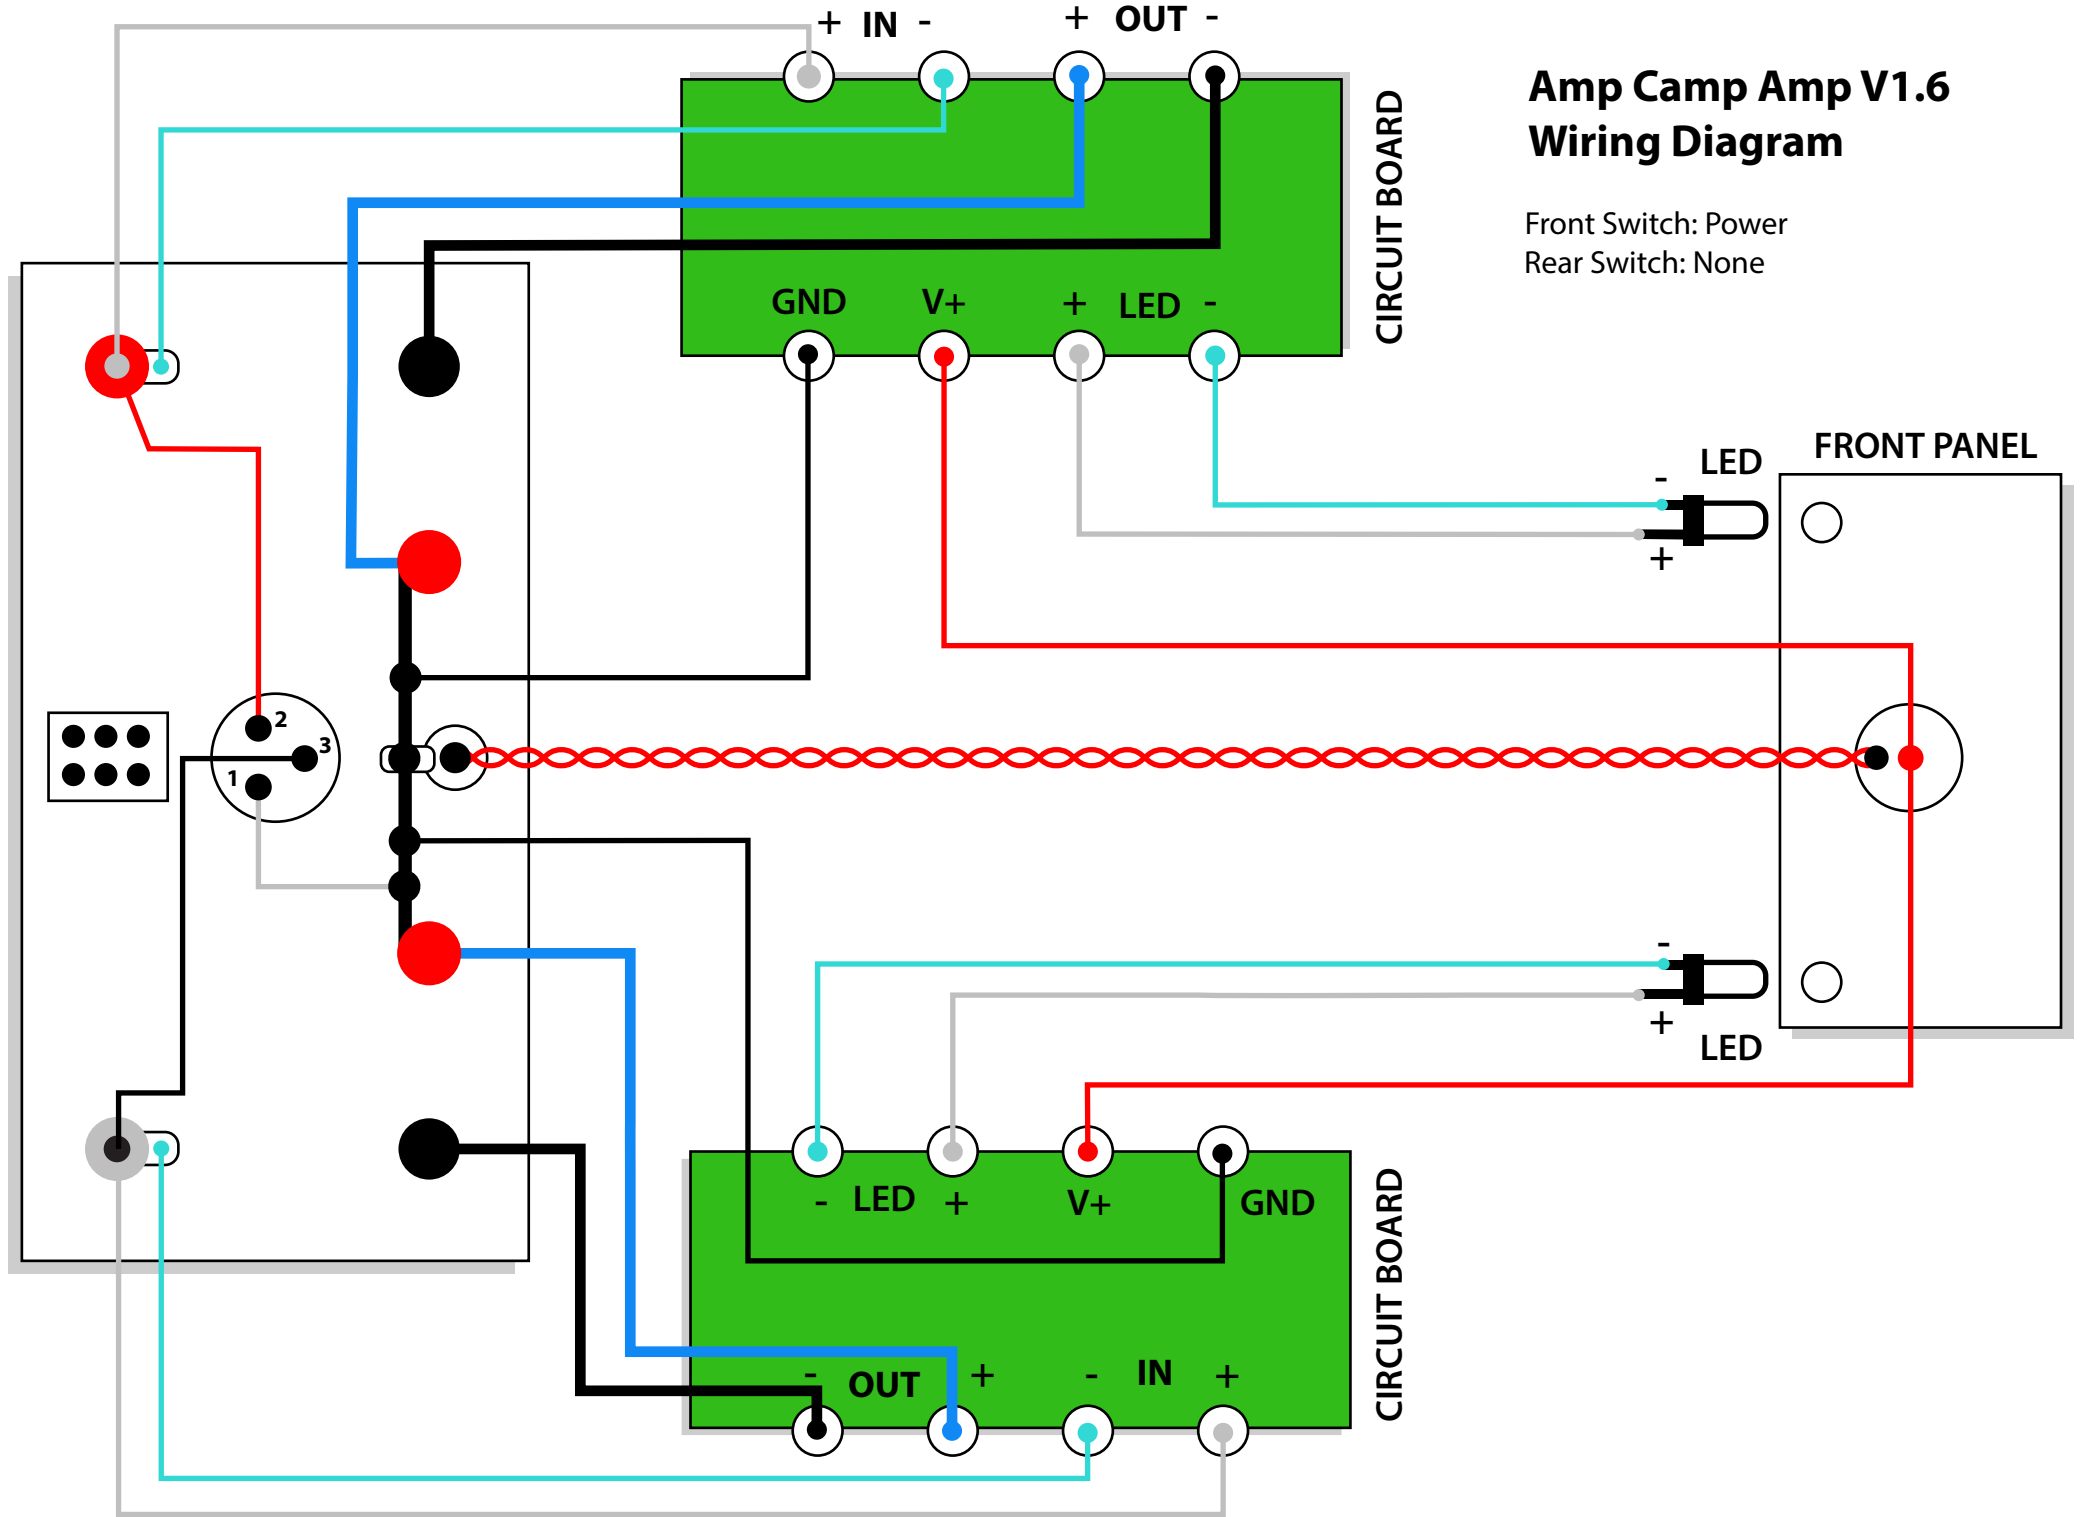 + IN -
+ OUT -
CIRCUIT BOARD
Amp Camp Amp V1.6
Wiring Diagram
Front Switch: Power
Rear Switch: None
GND V+ + LED -
LED
-
+
FRONT PANEL
2
3
1
-
+
LED
- LED + V+ GND
CIRCUIT BOARD
- OUT + - IN +